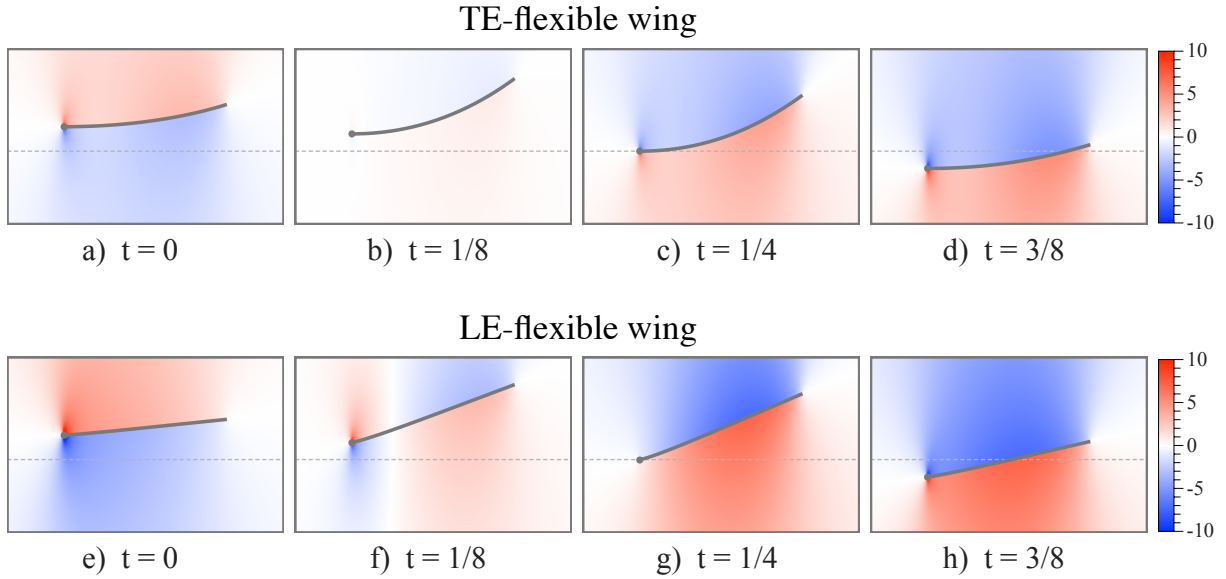 TE-flexible wing
10
5
0
-5
-10
a) t = 0
b) t = 1/8
c) t = 1/4
d) t = 3/8
LE-flexible wing
10
5
0
-5
-10
e) t = 0
f) t = 1/8
g) t = 1/4
h) t = 3/8